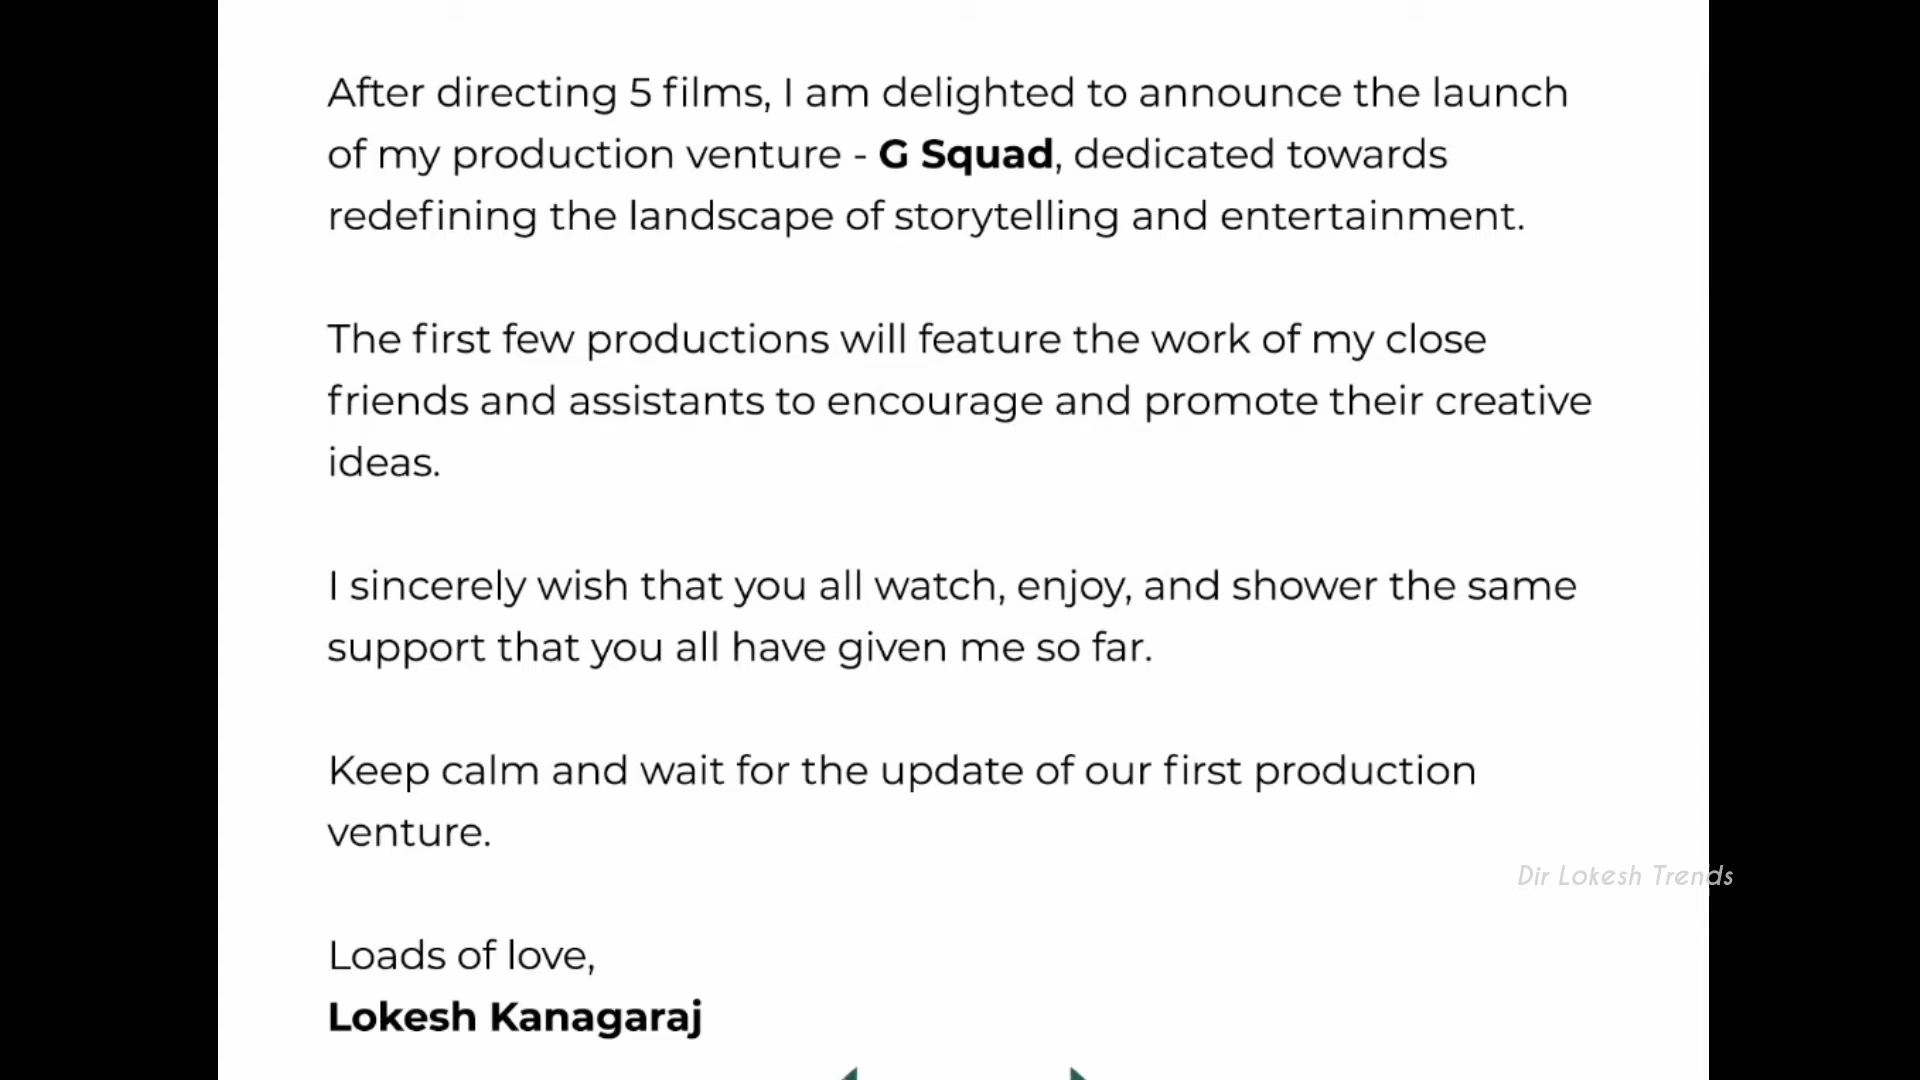 After directing 5 films, I am delighted to announce the launch
of my production venture - G Squad, dedicated towards
redefining the landscape of storytelling and entertainment.
The first few productions will feature the work of my close
friends and assistants to encourage and promote their creative
ideas.
I sincerely wish that you all watch, enjoy, and shower the same
support that you all have given me so far.
Keep calm and wait for the update of our first production
venture.
Dir Lokesh Trends
Loads of love,
Lokesh Kanagaraj